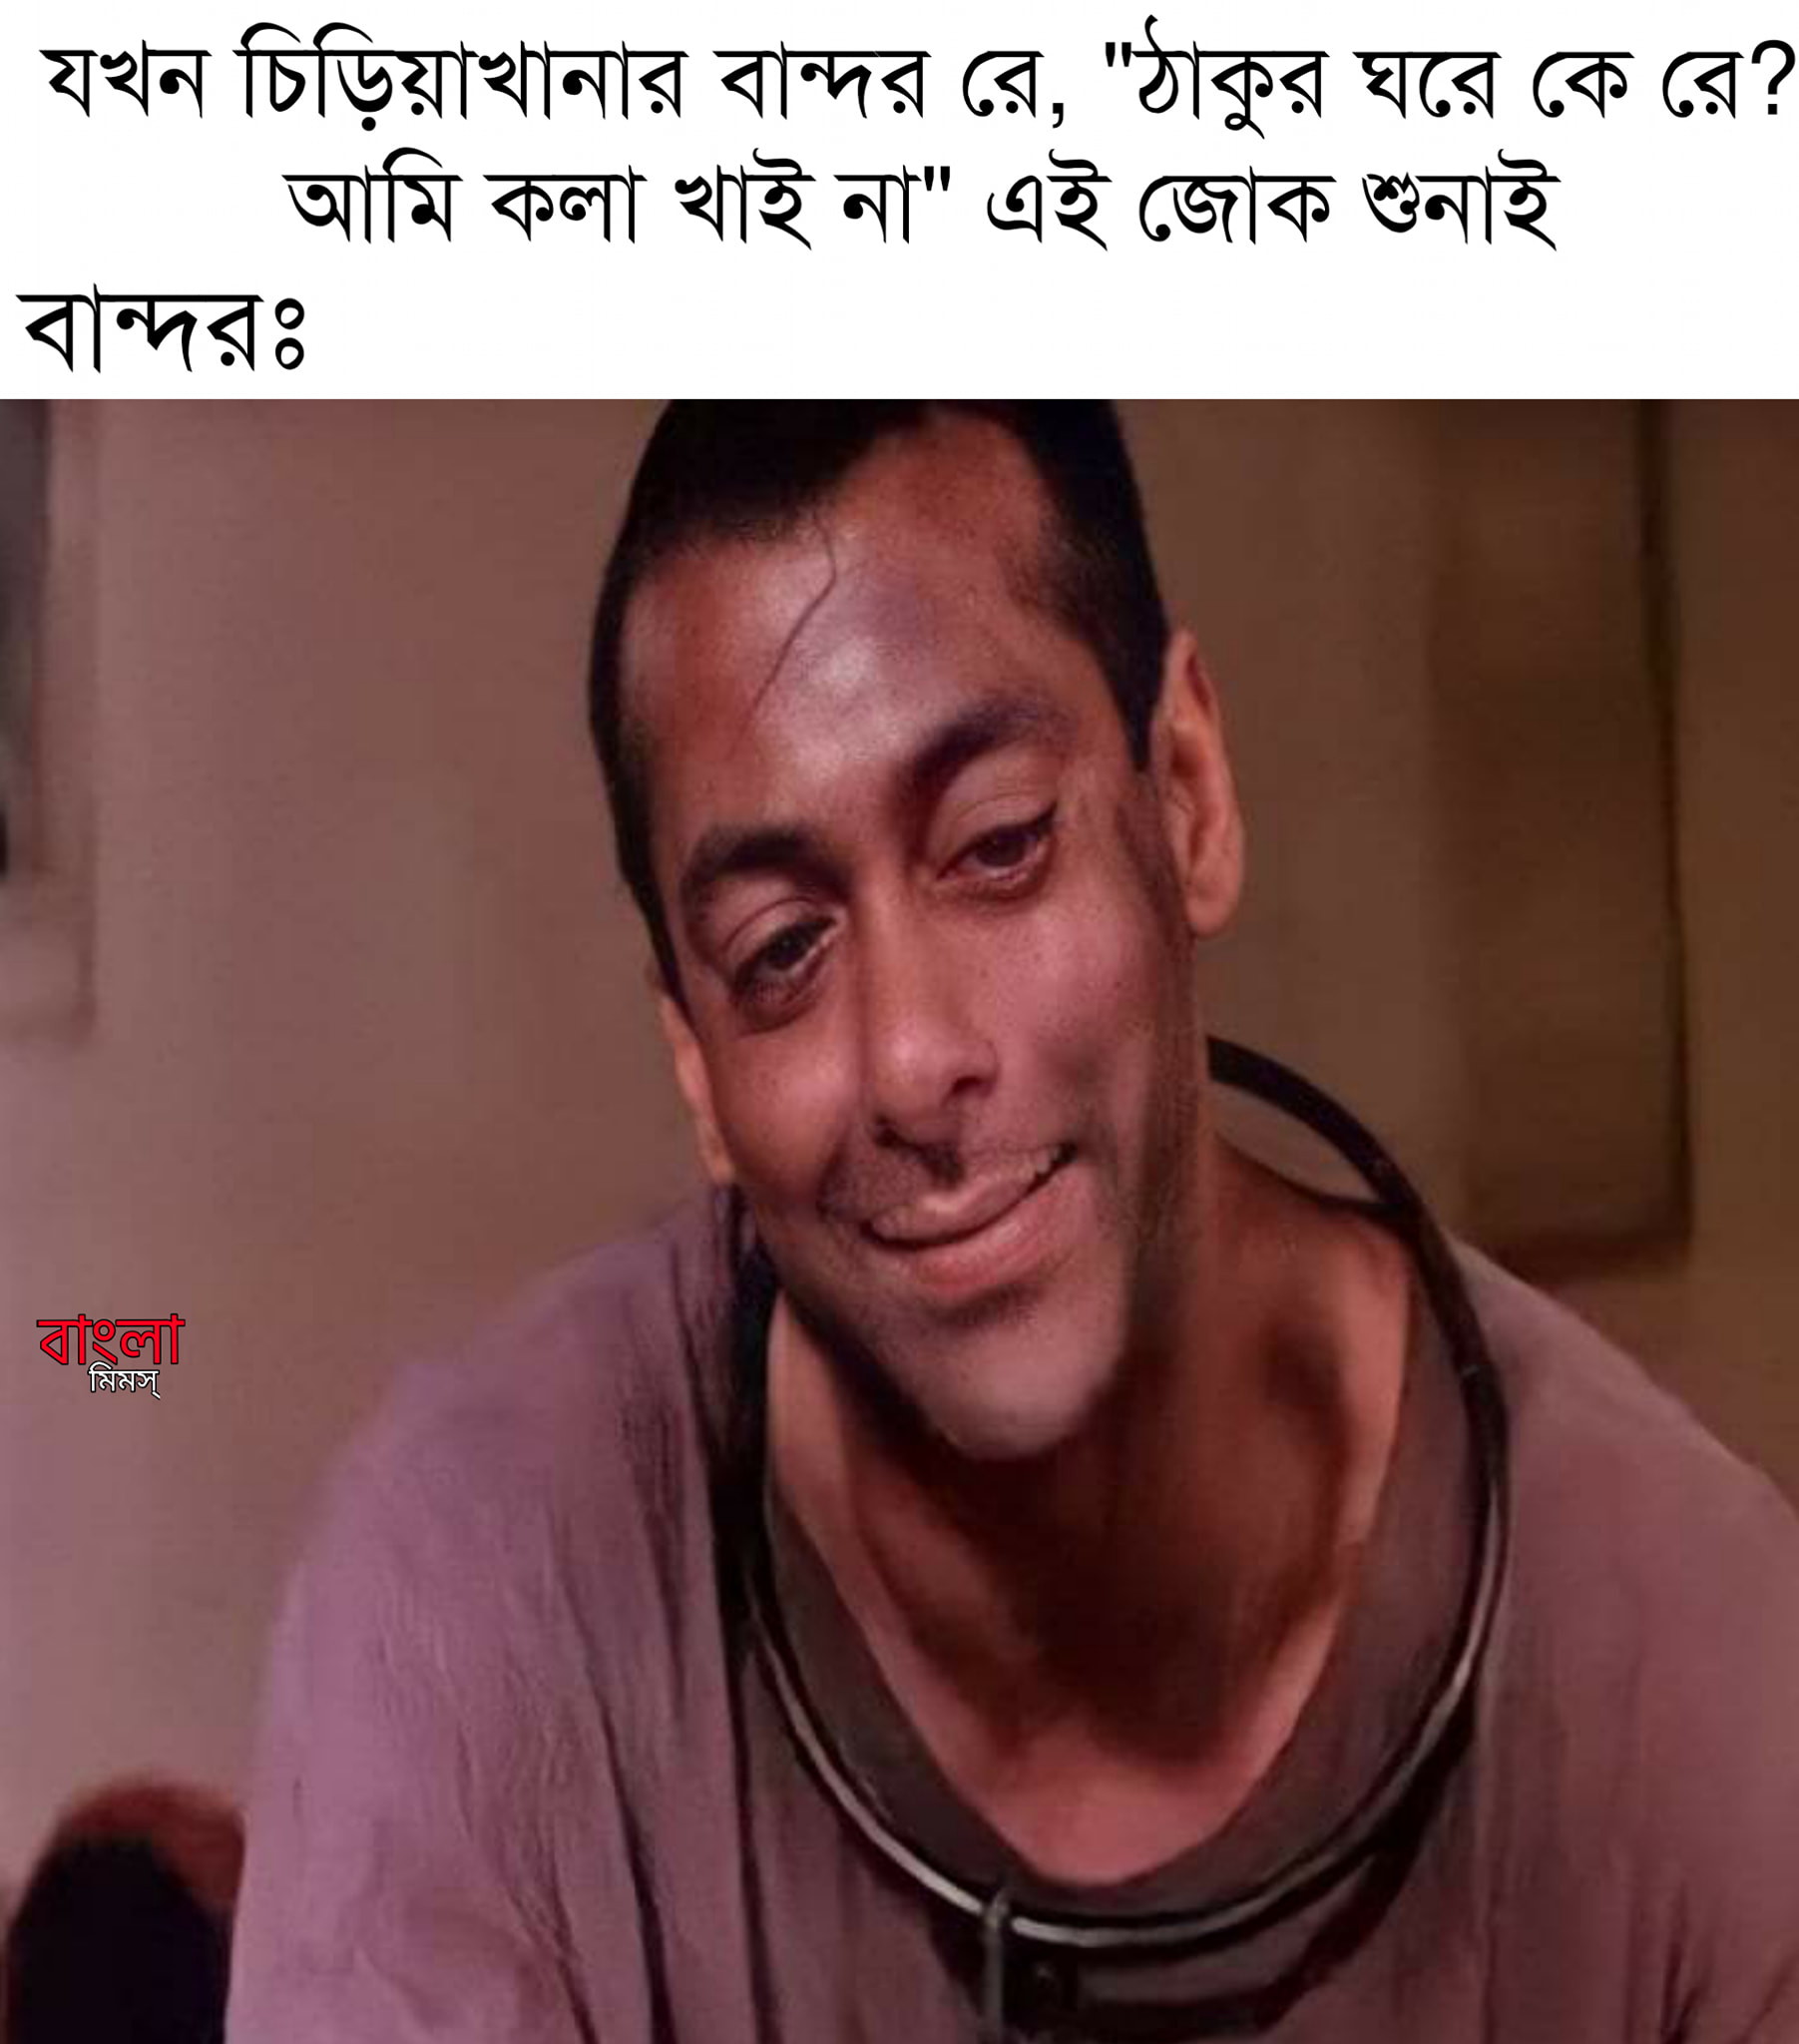 যখন চিড়িয়াখানার বান্দর রে, "ঠাকুর ঘরে কে রে?
আমি কলা খাই না" এই জোক শুনাই
বান্দরঃ
বাংলা
মিমস্